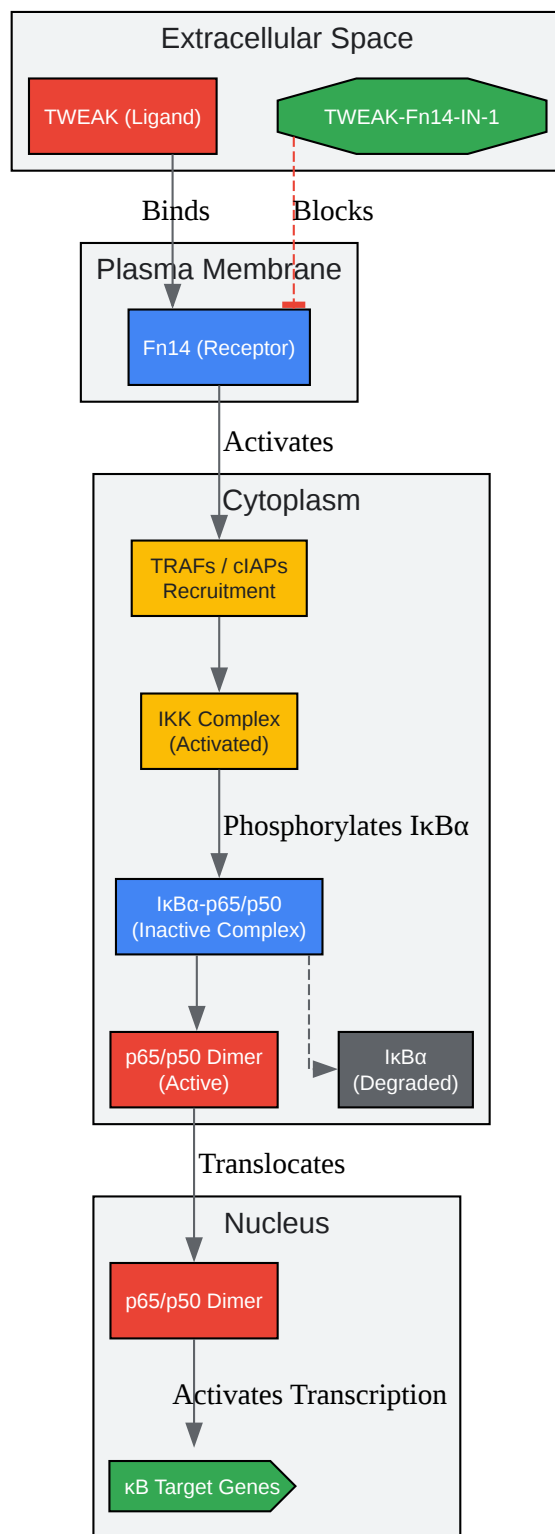 Extracellular Space
TWEAK (Ligand)
TWEAK-Fn14-IN-1
Binds
Blocks
Plasma Membrane
Fn14 (Receptor)
Activates
Cytoplasm
TRAFs / cIAPs
Recruitment
IKK Complex
(Activated)
Phosphorylates IκBα
IκBα-p65/p50
(Inactive Complex)
p65/p50 Dimer
(Active)
IκBα
(Degraded)
Translocates
Nucleus
p65/p50 Dimer
Activates Transcription
κB Target Genes